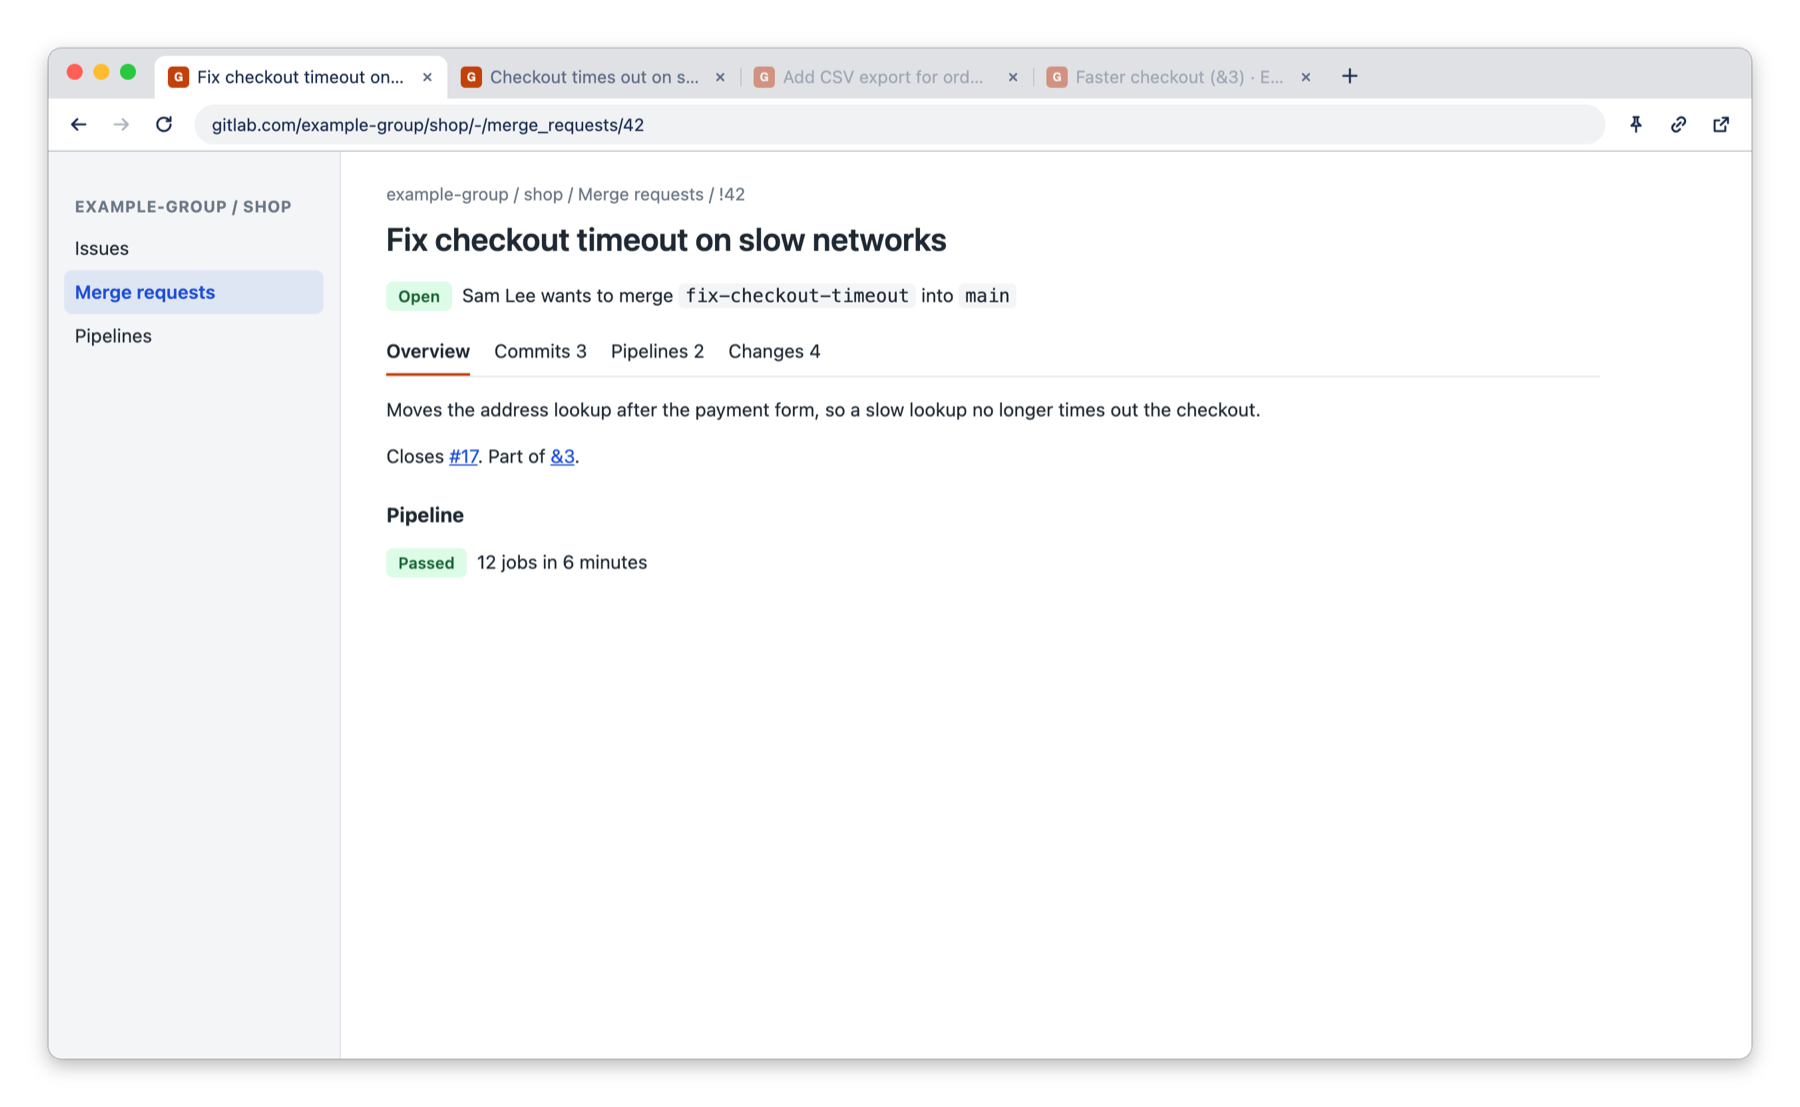 G Fix checkout timeout on... G Checkout times out on s... G Add CSV export for ord... G Faster checkout (&3) · E...
gitlab.com/example-group/shop/-/merge_requests/42
EXAMPLE-GROUP / SHOP
Issues
Merge requests
Pipelines
example-group / shop / Merge requests / !42
Fix checkout timeout on slow networks
Open Sam Lee wants to merge fix-checkout-timeout into main
Overview Commits 3 Pipelines 2 Changes 4
Moves the address lookup after the payment form, so a slow lookup no longer times out the checkout.
Closes #17. Part of &3.
Pipeline
Passed 12 jobs in 6 minutes